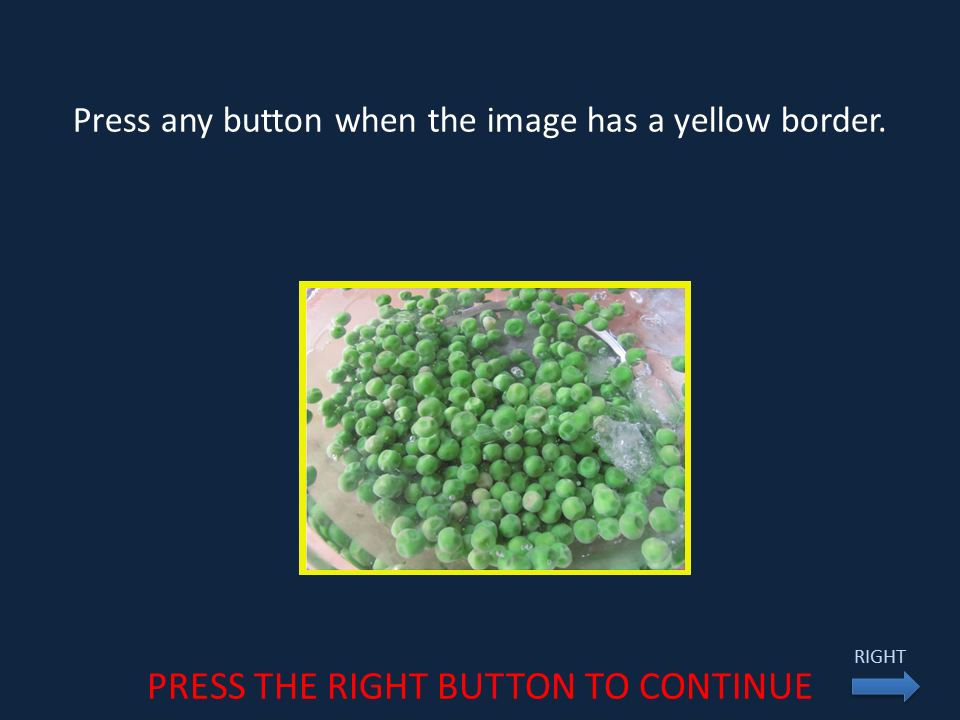 Press any button when the image has a yellow border.
RIGHT
PRESS THE RIGHT BUTTON TO CONTINUE